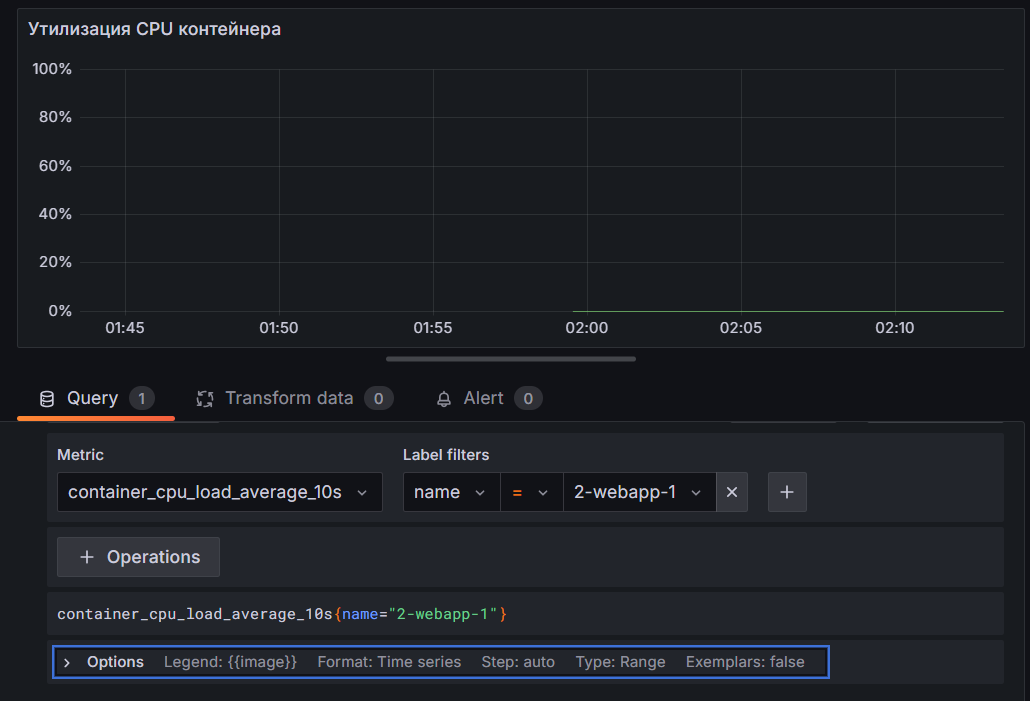 Утилизация CPU контейнера
100%
80%
60%
40%
20%
0%
01:45 01:50 01:55 02:00 02:05 02:10
Query 1 Transform data 0 Alert 0
Metric Label filters
container_cpu_load_average_10s name = 2-webapp-1
Operations
container_cpu_load_average_10s{name="2-webapp-1"}
Options Legend: {{image}} Format: Time series Step: auto Type: Range Exemplars: false